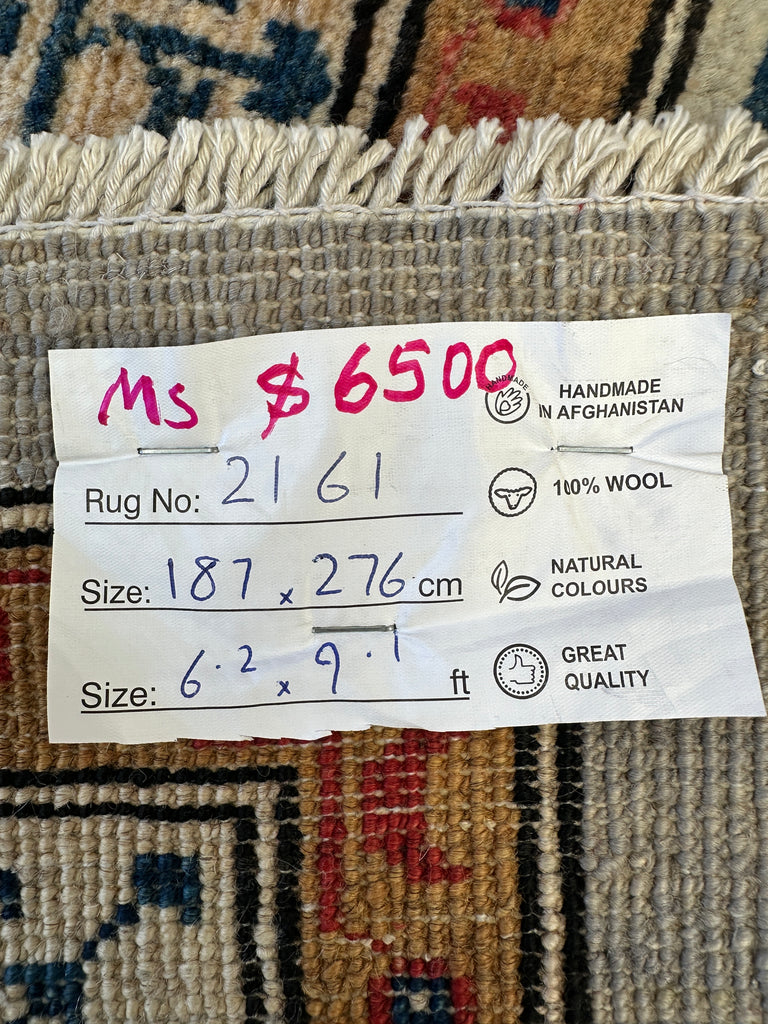 MS $6500
HANDMADE
HANDMADE
IN AFGHANISTAN
Rug No: 2161
100% WOOL
Size: 187 x 276 cm
NATURAL
COLOURS
Size: 6.2 x 9.1 ft
GREAT
QUALITY